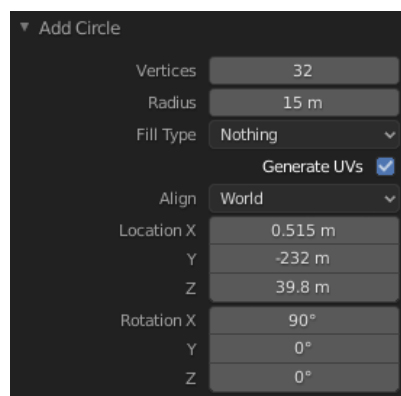 Add Circle
Vertices 32
Radius 15 m
Fill Type Nothing
Generate UVs
Align World
Location X 0.515 m
Y -232 m
Z 39.8 m
Rotation X 90°
Y 0°
Z 0°